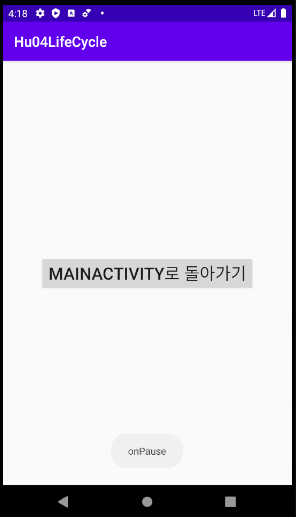 4:18 LTE
Hu04LifeCycle
MAINACTIVITY로 돌아가기
onPause